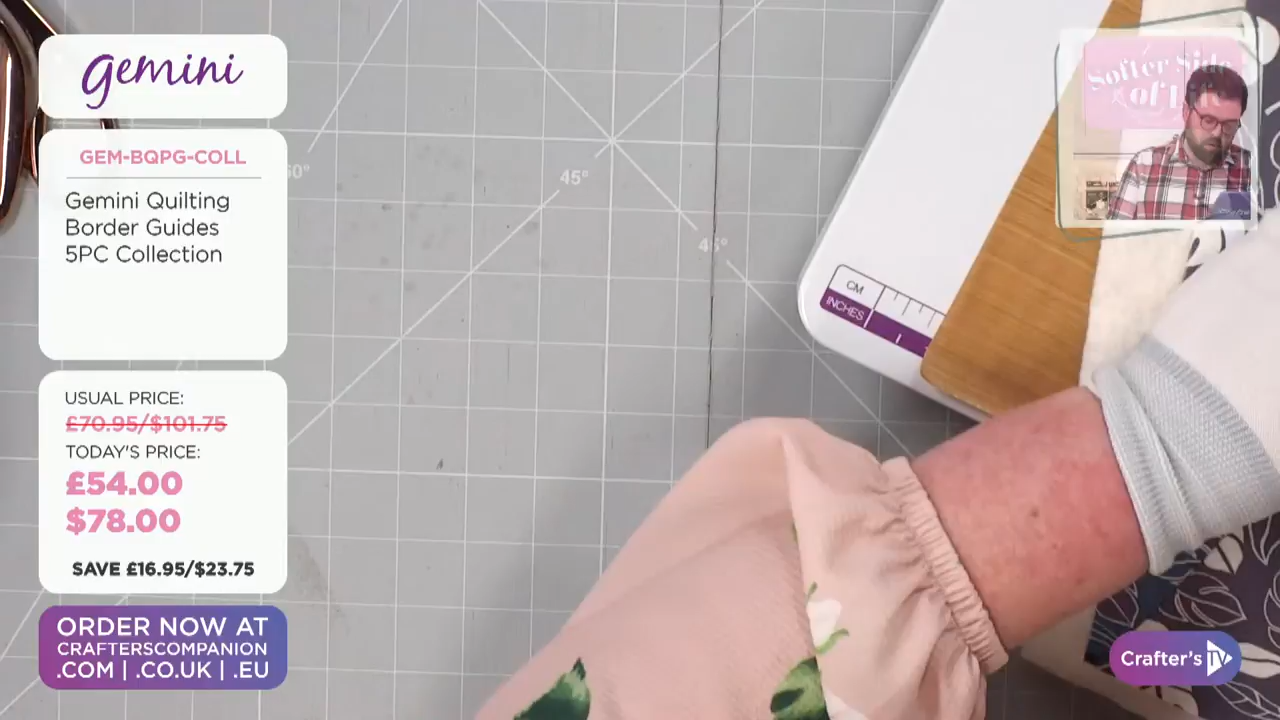 gemini
GEM-BQPG-COLL
Gemini Quilting
Border Guides
5PC Collection
USUAL PRICE:
£70.95/$101.75
TODAY'S PRICE:
£54.00
$78.00
SAVE £16.95/$23.75
ORDER NOW AT
CRAFTERSCOMPANION
.COM | .CO.UK | .EU
45°
45°
CM
INCHES
1
Softer Side
Crafter's TV